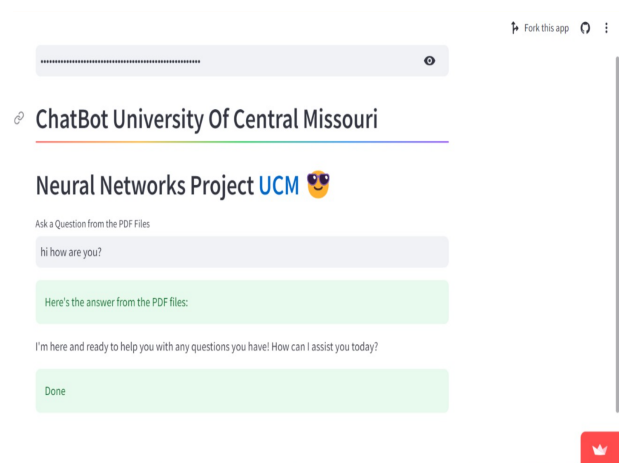 Fork this app
ChatBot University Of Central Missouri
Neural Networks Project UCM 😎
Ask a Question from the PDF Files
hi how are you?
Here's the answer from the PDF files:
I'm here and ready to help you with any questions you have! How can I assist you today?
Done